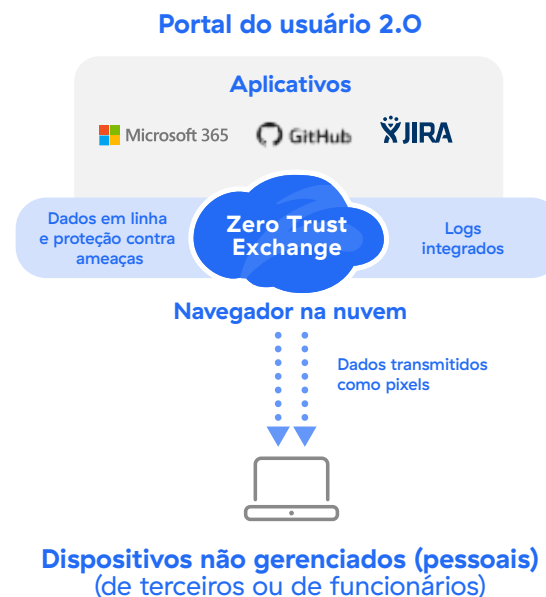 Portal do usuário 2.0
Aplicativos
Microsoft 365
GitHub
JIRA
Dados em linha
e proteção contra
ameaças
Zero Trust
Exchange
Logs
integrados
Navegador na nuvem
Dados transmitidos
como pixels
Dispositivos não gerenciados (pessoais)
(de terceiros ou de funcionários)